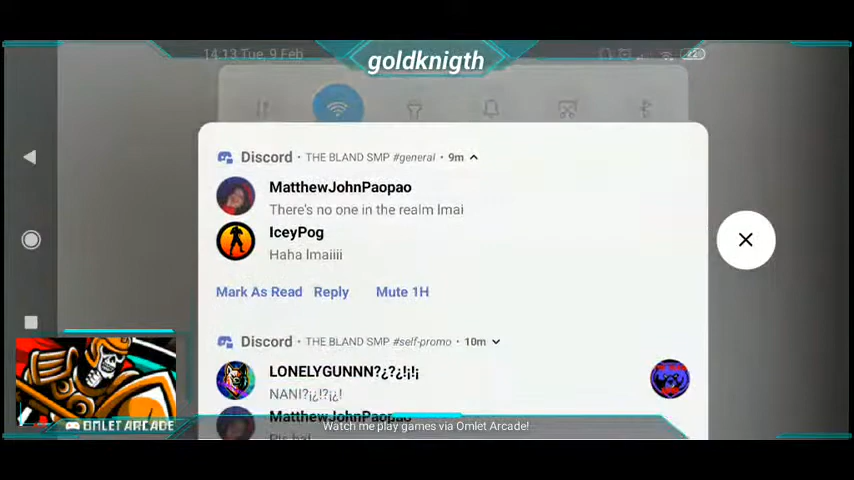 14:13 Tue, 9 Feb
goldknigth
Discord · THE BLAND SMP #general · 9m
MatthewJohnPaopao
There's no one in the realm lmai
IceyPog
Haha lmaiiii
Mark As Read Reply Mute 1H
Discord · THE BLAND SMP #self-promo · 10m
LONELYGUNNN?¿?¿¡!¡
NANI?¡¿!?¡¿!
MatthewJohnPaopao
OMLET ARCADE
Watch me play games via Omlet Arcade!